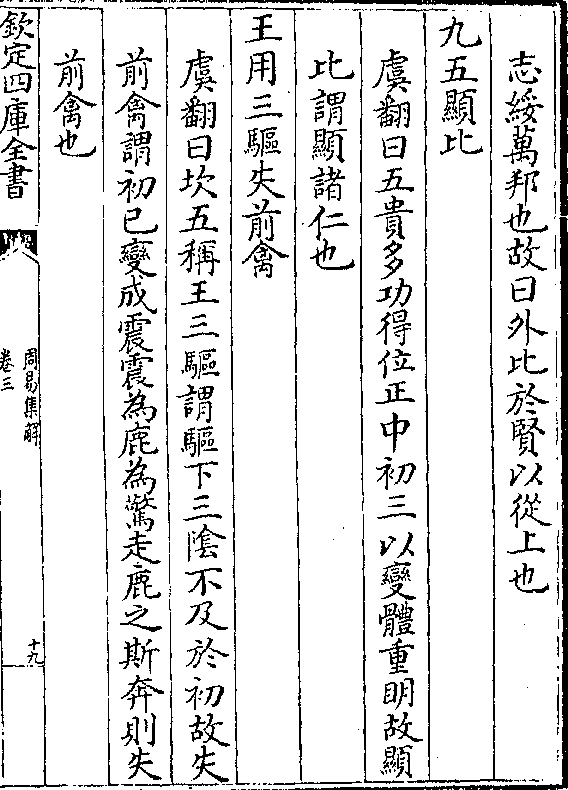 志綏萬邦也故曰外比於賢以從上也
九五顯比
虞翻曰五貴多功得位正中初三以變體重明故顯
比謂顯諸仁也
王用三驅失前禽
虞翻曰坎五稱王三驅謂驅下三隂不及於初故失
前禽謂初已變成震震為鹿為驚走鹿之斯奔則失
前禽也
欽定四庫全書
周易集解
卷三
十九